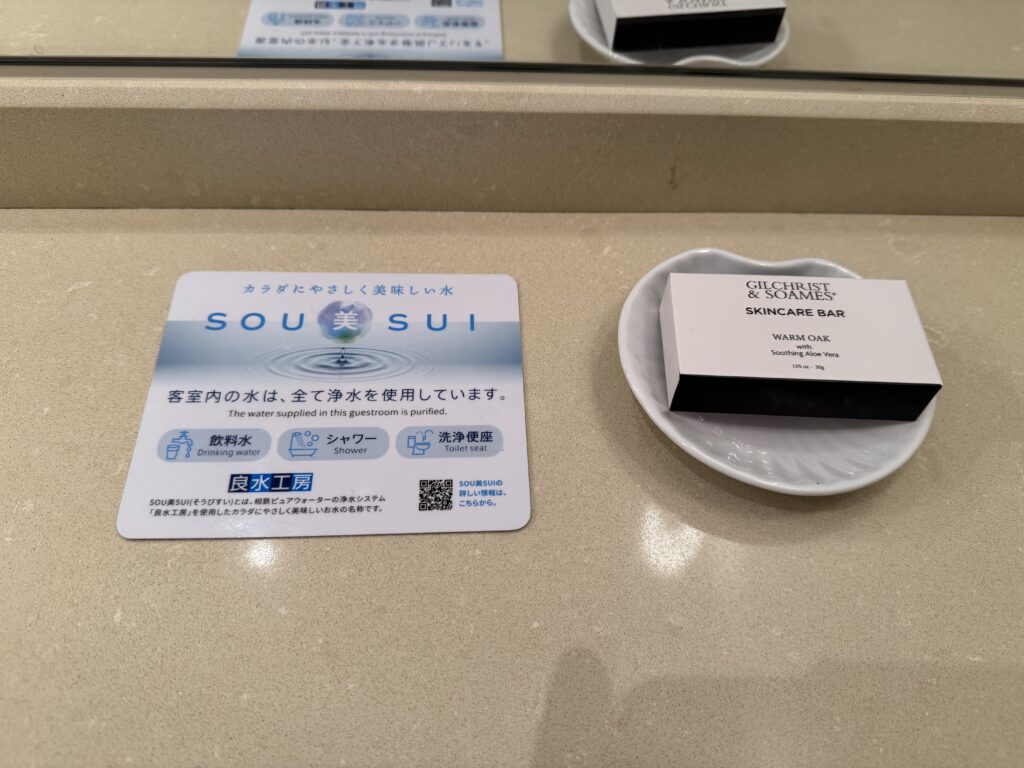 カラダにやさしく美味しい水
SOU 美 SUI
客室内の水は、全て浄水を使用しています。
The water supplied in this guestroom is purified.
飲料水
Drinking water
シャワー
Shower
洗浄便座
Toilet seat
良水工房
SOU美SUI(そうびすい)とは、相鉄ピュアウォーターの浄水システム
「良水工房」を使用したカラダにやさしく美味しいお水の名称です。
SOU美SUIの
詳しい情報は、
こちらから。
GILCHRIST
& SOAMES®
SKINCARE BAR
WARM OAK
with
Soothing Aloe Vera
1.05 oz - 30g